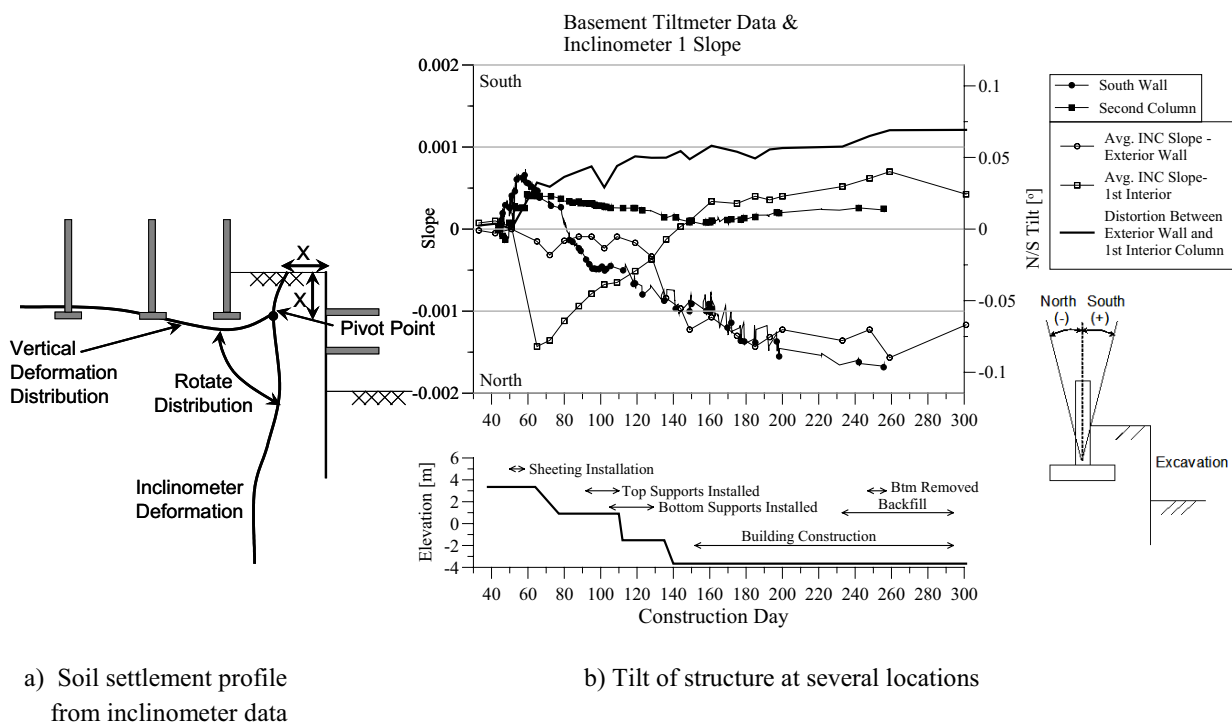 Basement Tiltmeter Data &
Inclinometer 1 Slope
X
X
Pivot Point
Vertical
Deformation
Distribution
Rotate
Distribution
Inclinometer
Deformation
0.002
0.001
0
-0.001
-0.002
Slope
South
North
0.1
0.05
0
-0.05
-0.1
N/S Tilt [°]
40 60 80 100 120 140 160 180 200 220 240 260 280 300
South Wall
Second Column
Avg. INC Slope -
Exterior Wall
Avg. INC Slope-
1st Interior
Distortion Between
Exterior Wall and
1st Interior Column
North
(-)
South
(+)
Excavation
6
4
2
0
-2
-4
Elevation [m]
Sheeting Installation
Top Supports Installed
Btm Removed
Bottom Supports Installed
Backfill
Building Construction
40 60 80 100 120 140 160 180 200 220 240 260 280 300
Construction Day
a) Soil settlement profile
from inclinometer data
b) Tilt of structure at several locations